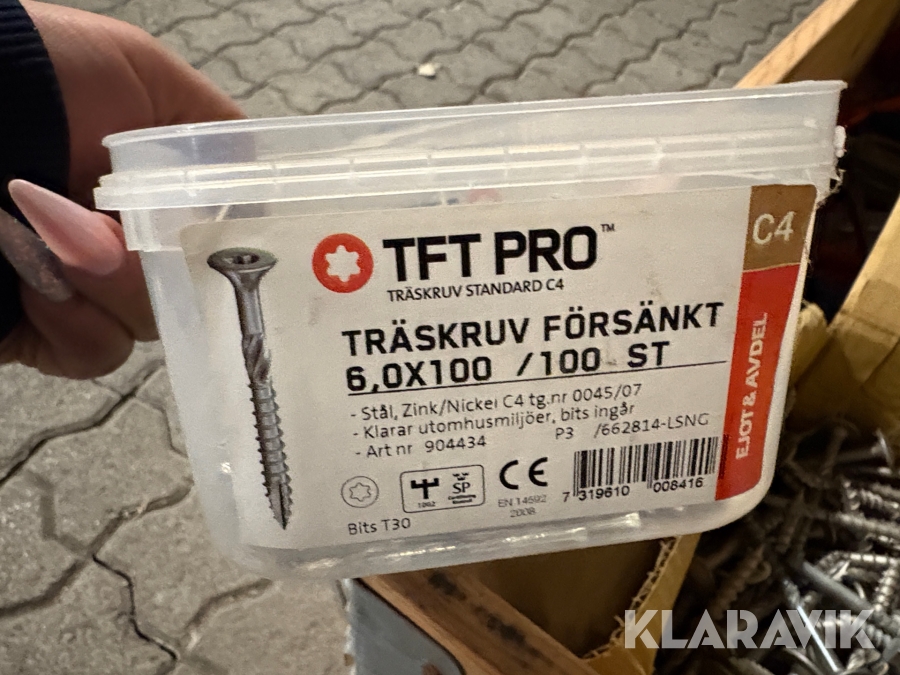 TFT PRO™
TRÄSKRUV STANDARD C4
C4
TRÄSKRUV FÖRSÄNKT
6,0X100 /100 ST
- Stål, Zink/Nickel C4 tg.nr 0045/07
- Klarar utomhusmiljöer, bits ingår
- Art nr 904434 P3 /662814-LSNG
EJOT & AVDEL
Bits T30
1002
SP
CE
EN 14592
2008
7 319610 008416
KLARAVIK